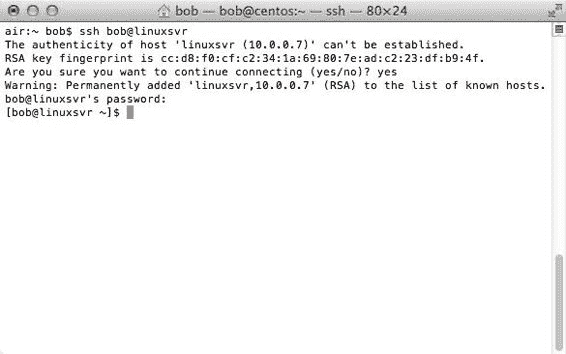 bob — bob@centos:~ — ssh — 80×24
air:~ bob$ ssh bob@linuxsvr
The authenticity of host 'linuxsvr (10.0.0.7)' can't be established.
RSA key fingerprint is cc:d8:f0:cf:c2:34:1a:69:80:7e:ad:c2:23:df:b9:4f.
Are you sure you want to continue connecting (yes/no)? yes
Warning: Permanently added 'linuxsvr,10.0.0.7' (RSA) to the list of known hosts.
bob@linuxsvr's password:
[bob@linuxsvr ~]$